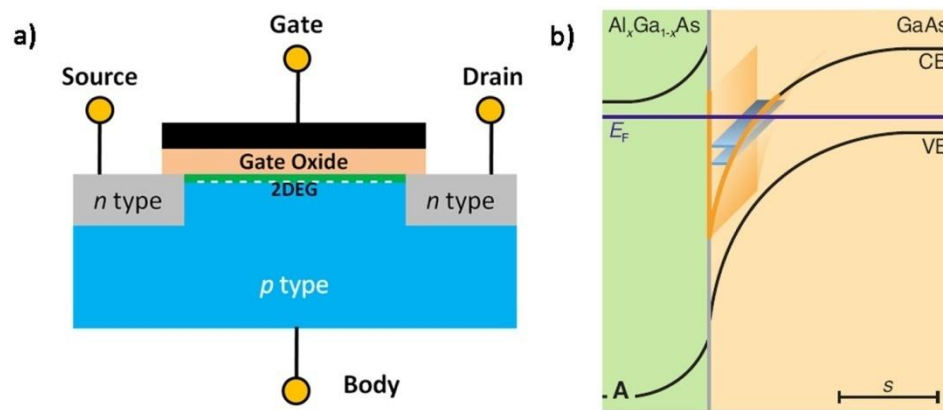 a)
Gate
Source
Drain
Gate Oxide
2DEG
n type
n type
p type
Body
b)
AlxGa1-xAs
GaAs
CB
EF
VB
A
s